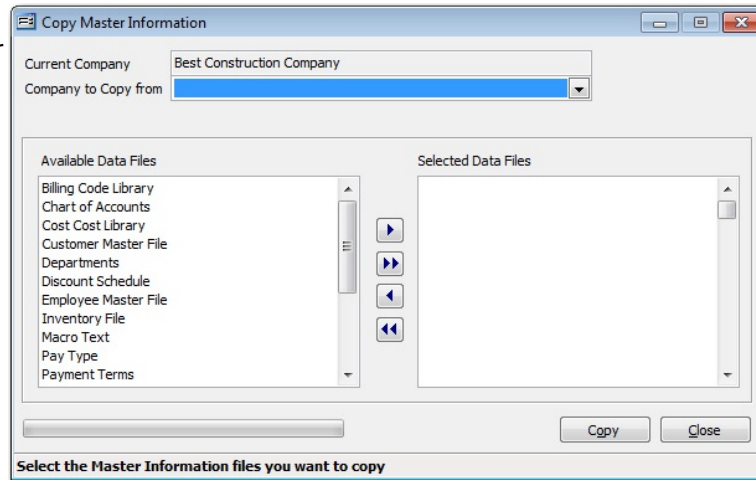 Copy Master Information
Current Company Best Construction Company
Company to Copy from
Available Data Files Selected Data Files
Billing Code Library
Chart of Accounts
Cost Cost Library
Customer Master File
Departments
Discount Schedule
Employee Master File
Inventory File
Macro Text
Pay Type
Payment Terms
Copy Close
Select the Master Information files you want to copy